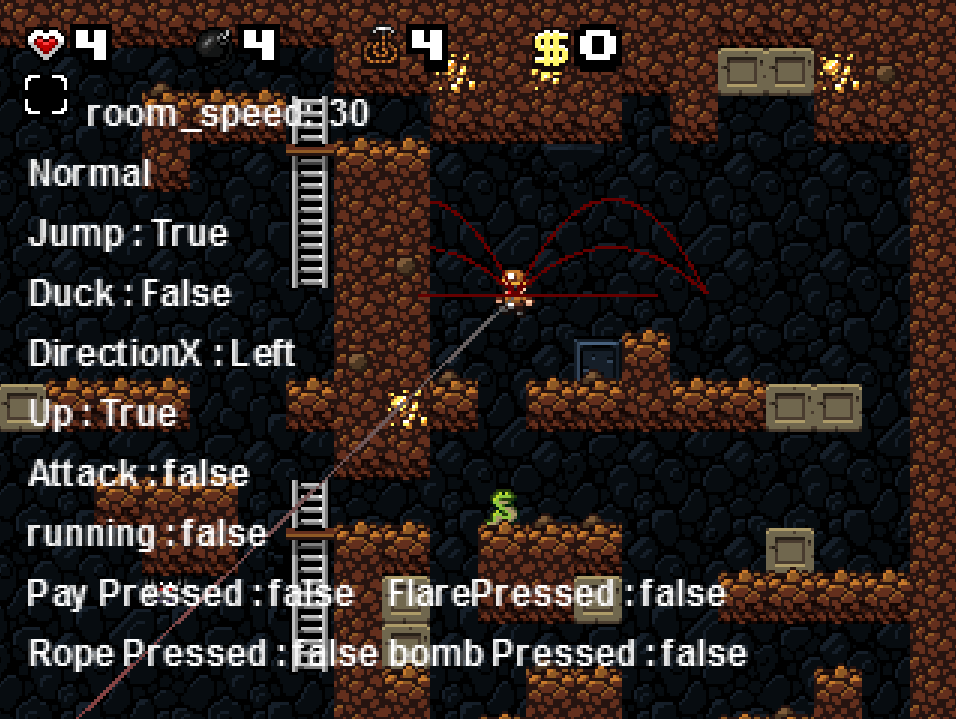 4 4 4 $ 0
room_speed: 30
Normal
Jump : True
Duck : False
DirectionX : Left
Up : True
Attack : false
running : false
Pay Pressed : false FlarePressed : false
Rope Pressed : false bomb Pressed : false